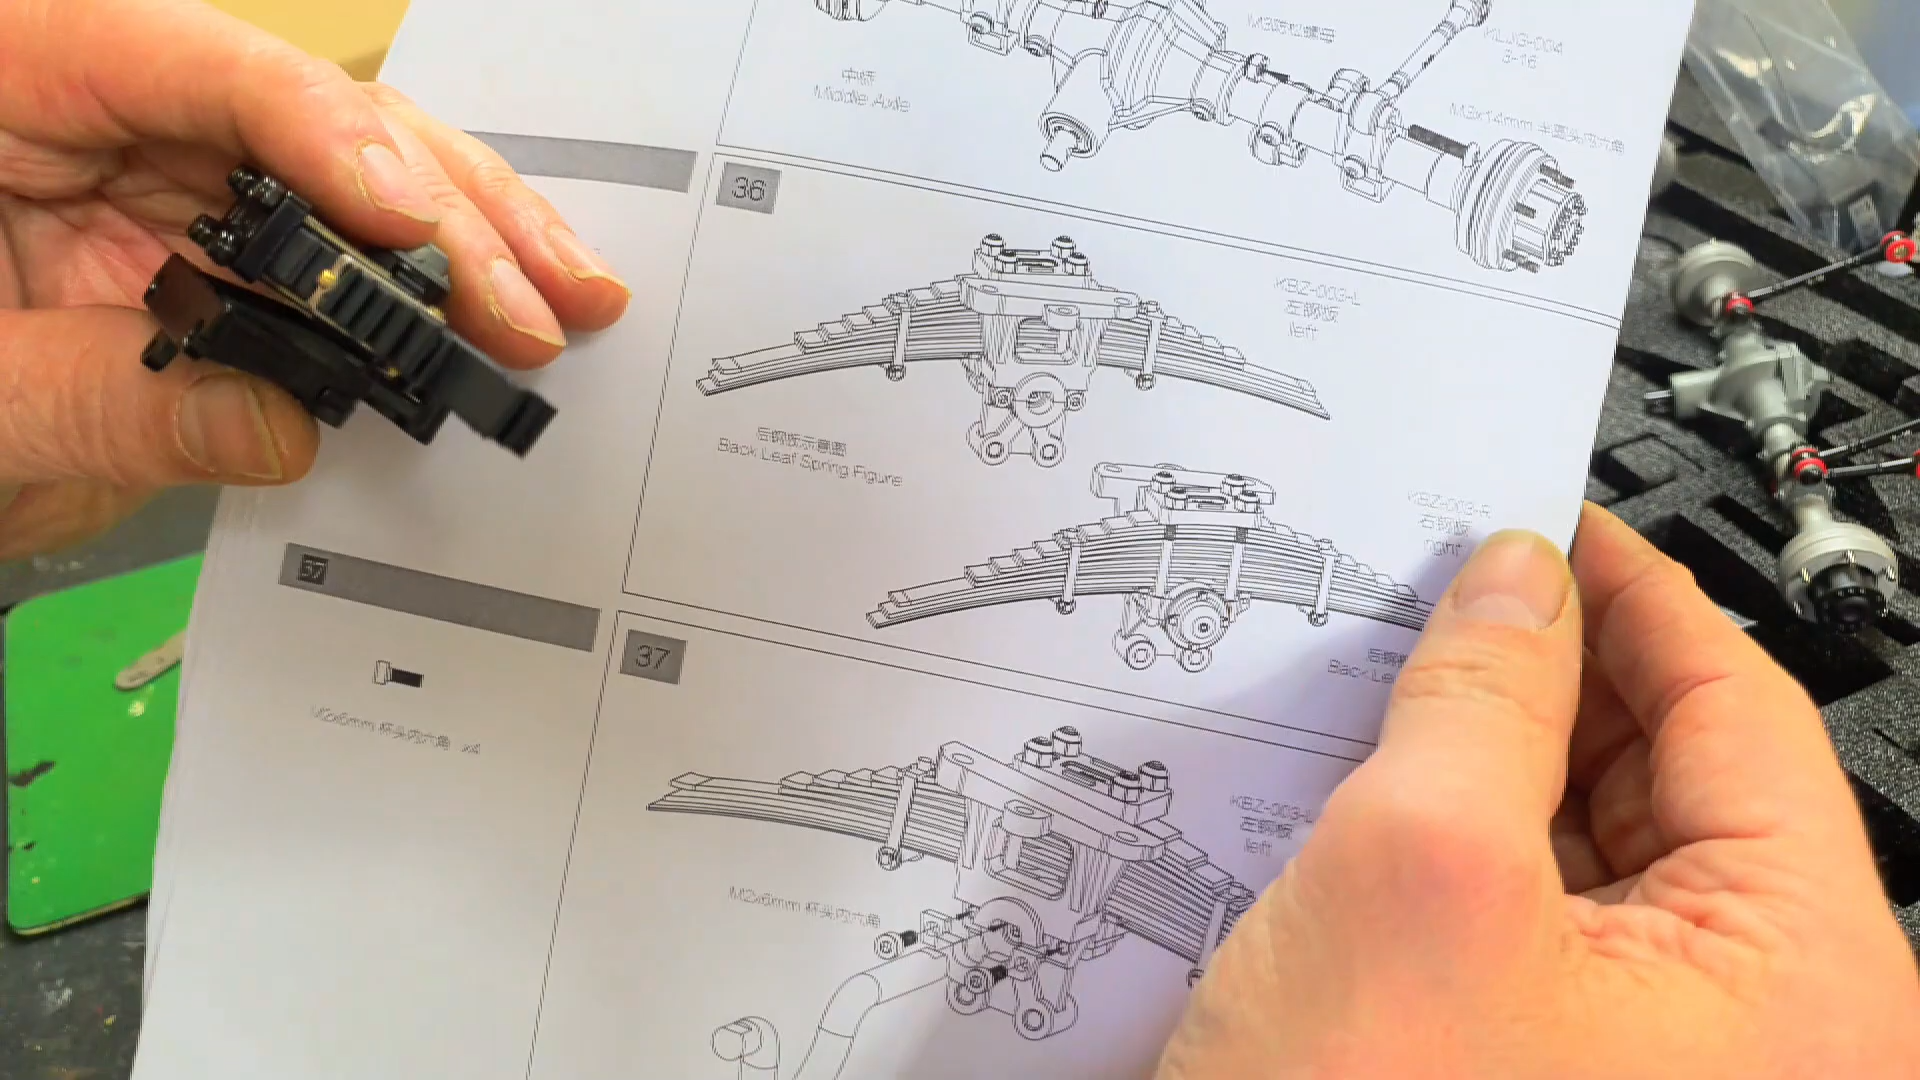 M3防松螺母
KLJG-004
3-16
中桥
Middle Axle
M3x14mm 半圆头内六角
36
KBZ-003-L
左钢板
left
后钢板示意图
Back Leaf Spring Figure
KBZ-003-R
右钢板
right
37
M2x6mm 杯头内六角 x4
37
KBZ-003-L
左钢板
left
M2x6mm 杯头内六角